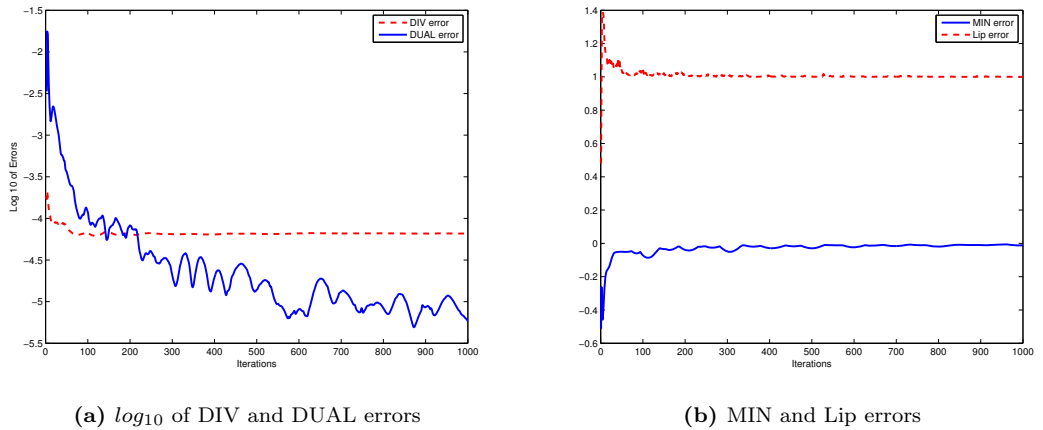 DIV error
DUAL error
−2
−2.5
−3
−3.5
−4
−4.5
−5
−5.5
Log 10 of Errors
0 100 200 300 400 500 600 700 800 900 1000
Iterations
(a) log10 of DIV and DUAL errors
MIN error
Lip error
1.4
1.2
1
0.8
0.6
0.4
0.2
0
−0.2
−0.4
−0.6
0 100 200 300 400 500 600 700 800 900 1000
Iterations
(b) MIN and Lip errors